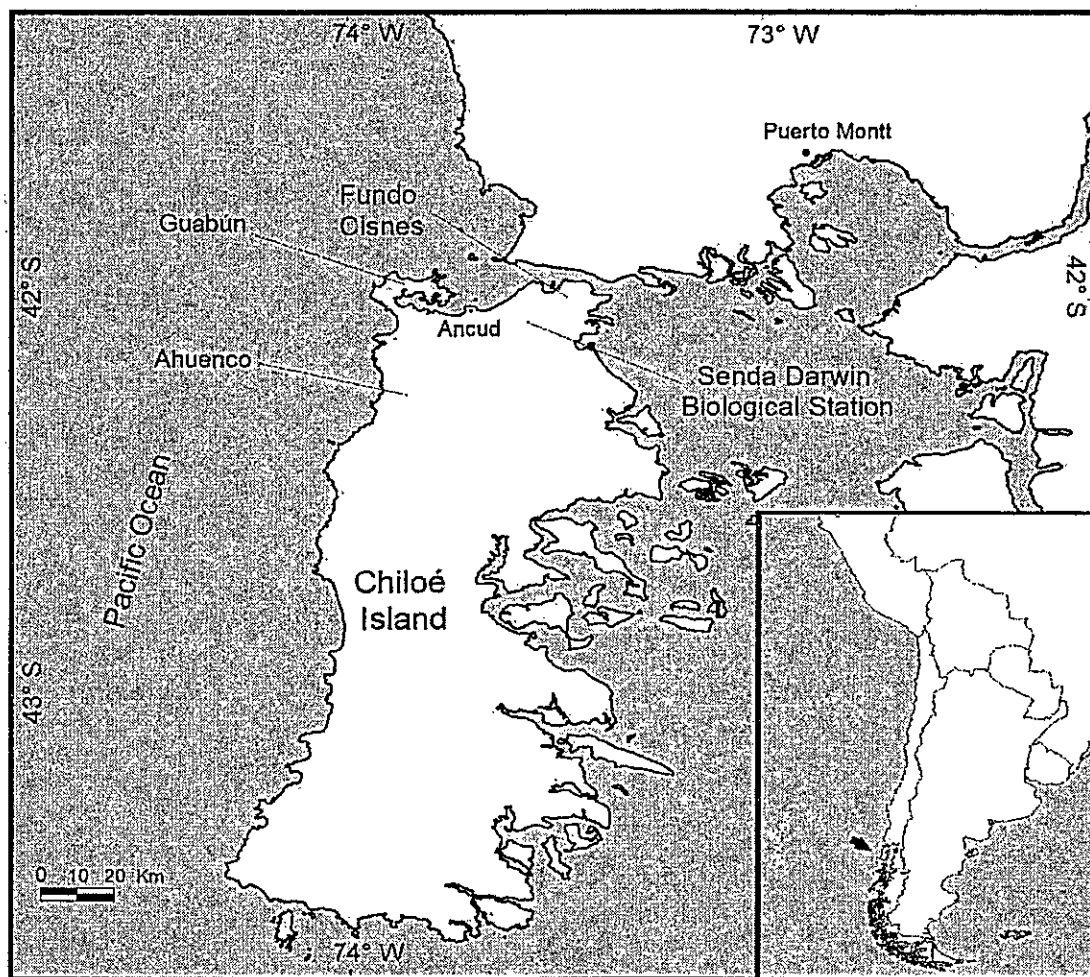 74° W
73° W
Puerto Montt
Fundo
Cisnes
Guabún
42° S
42° S
Ancud
Ahuenco
Senda Darwin
Biological Station
Pacific Ocean
Chiloé
Island
43° S
0 10 20 Km
74° W